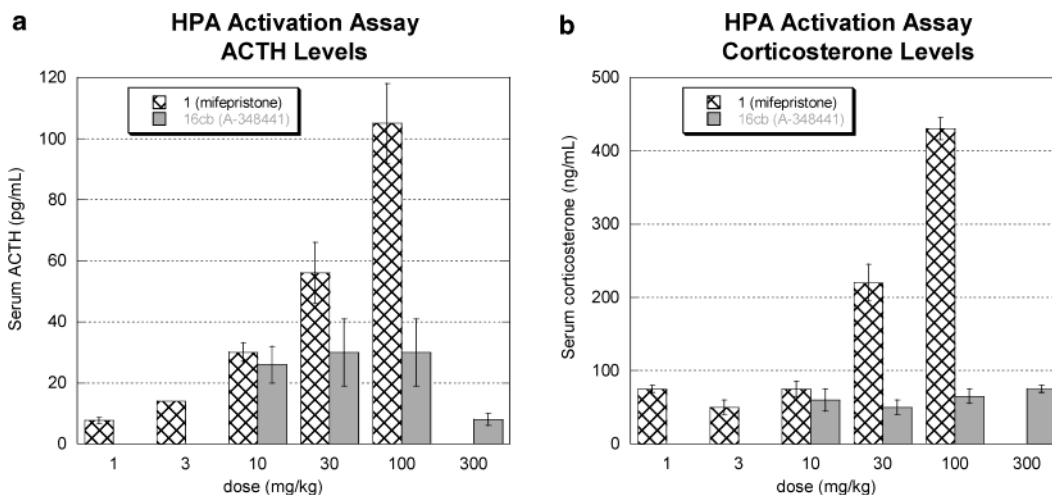 a
HPA Activation Assay
ACTH Levels
120
100
80
60
40
20
0
Serum ACTH (pg/mL)
1 (mifepristone)
16cb (A-348441)
1 3 10 30 100 300
dose (mg/kg)
b
HPA Activation Assay
Corticosterone Levels
500
400
300
200
100
0
Serum corticosterone (ng/mL)
1 (mifepristone)
16cb (A-348441)
1 3 10 30 100 300
dose (mg/kg)